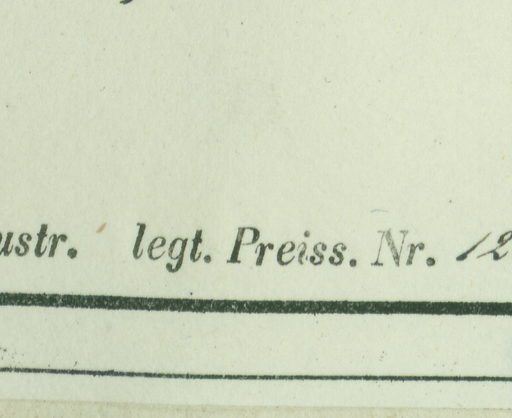 ustr. legt. Preiss. Nr. 12